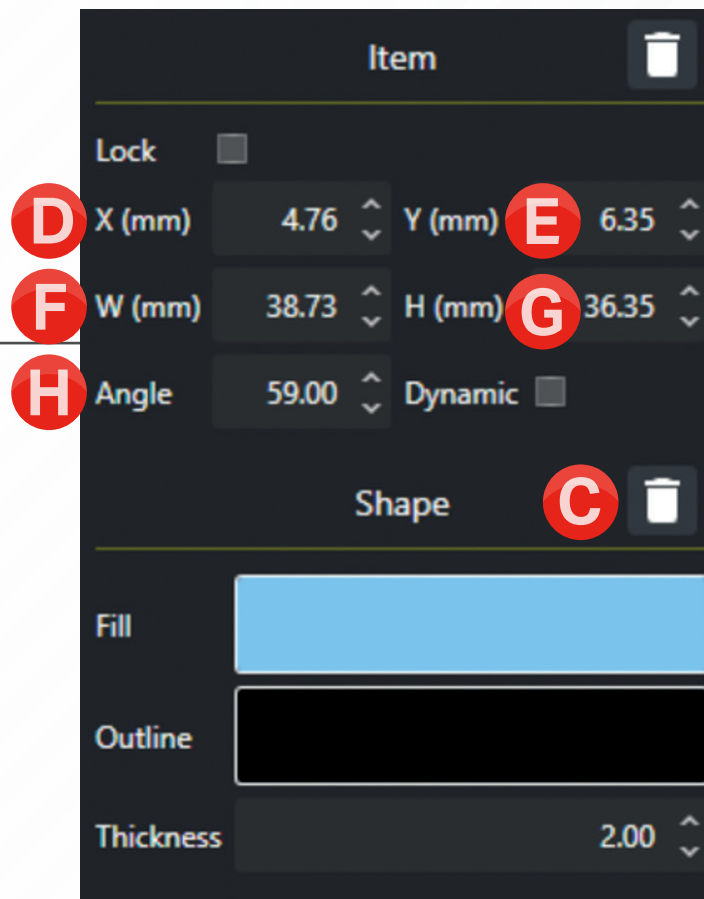 Item
Lock
D X (mm) 4.76 Y (mm) E 6.35
F W (mm) 38.73 H (mm) G 36.35
H Angle 59.00 Dynamic
Shape C
Fill
Outline
Thickness 2.00